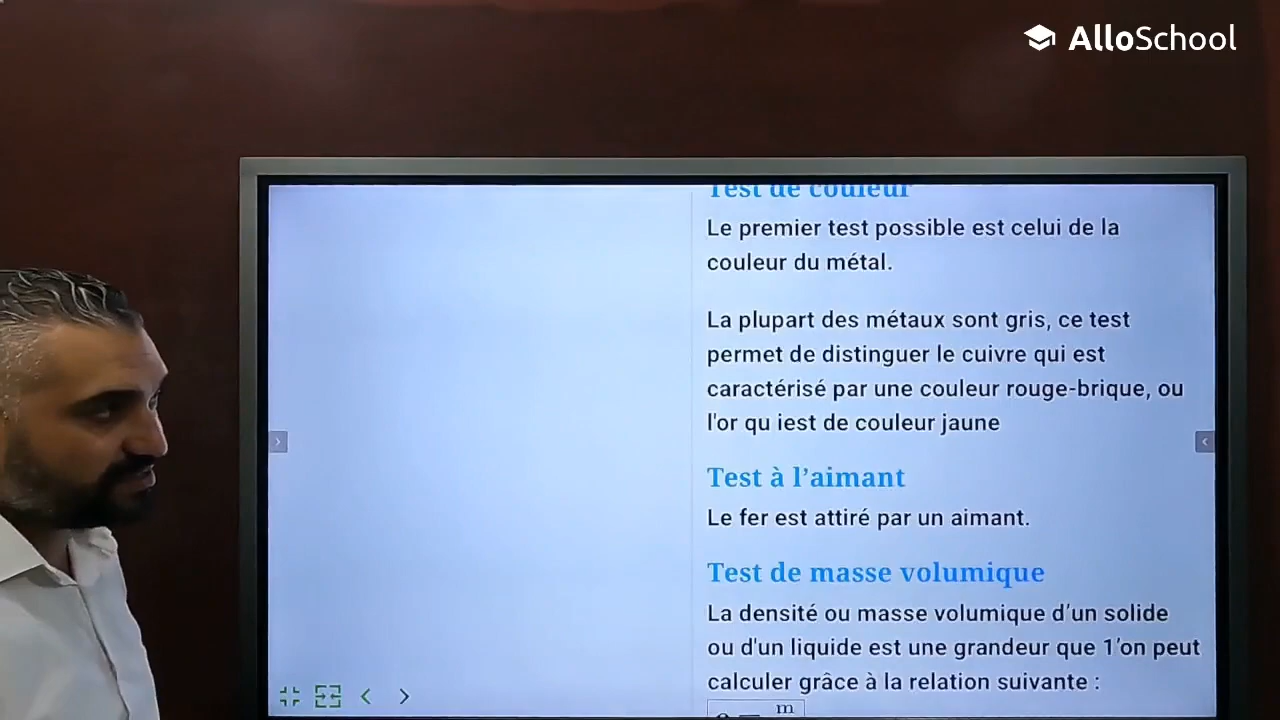 AlloSchool
Test de couleur
Le premier test possible est celui de la
couleur du métal.
La plupart des métaux sont gris, ce test
permet de distinguer le cuivre qui est
caractérisé par une couleur rouge-brique, ou
l'or qu iest de couleur jaune
Test à l’aimant
Le fer est attiré par un aimant.
Test de masse volumique
La densité ou masse volumique d’un solide
ou d'un liquide est une grandeur que 1’on peut
calculer grâce à la relation suivante :
m